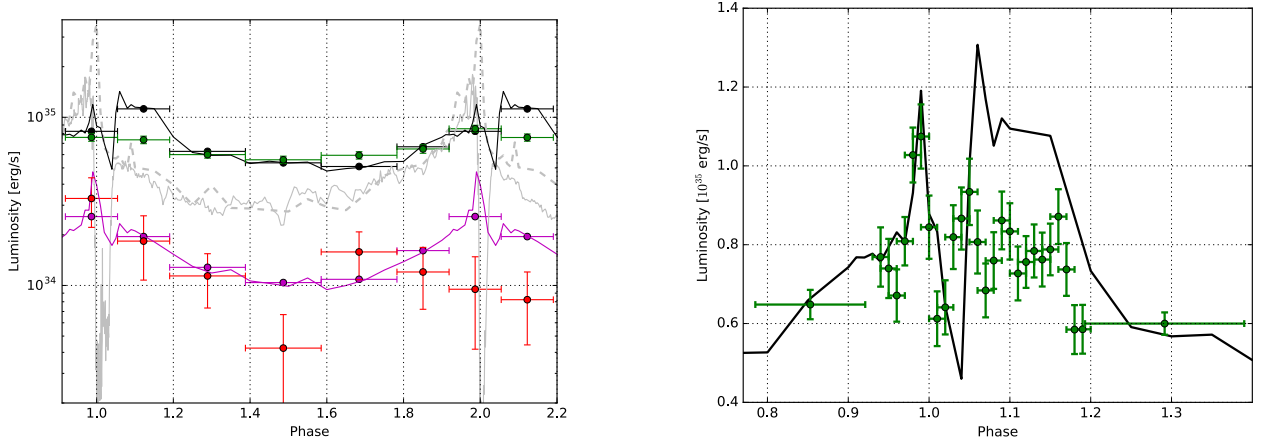 Luminosity [erg/s]
10^35
10^34
1.0 1.2 1.4 1.6 1.8 2.0 2.2
Phase
Luminosity [10^35 erg/s]
1.4
1.2
1.0
0.8
0.6
0.4
0.8 0.9 1.0 1.1 1.2 1.3
Phase